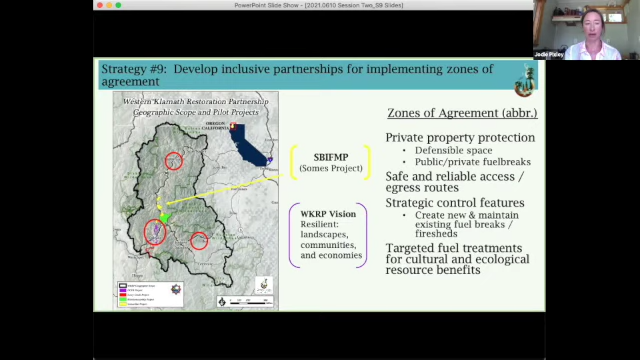 PowerPoint Slide Show - [2021.0610 Session Two_S9 Slides]
Jodie Pixley
Strategy #9: Develop inclusive partnerships for implementing zones of
agreement
Western Klamath Restoration Partnership
Geographic Scope and Pilot Projects
OREGON
CALIFORNIA
SBIFMP
(Somes Project)
WKRP Vision
Resilient:
landscapes,
communities,
and economies
Zones of Agreement (abbr.)
Private property protection
• Defensible space
• Public/private fuelbreaks
Safe and reliable access /
egress routes
Strategic control features
• Create new & maintain
existing fuel breaks /
firesheds
Targeted fuel treatments
for cultural and ecological
resource benefits